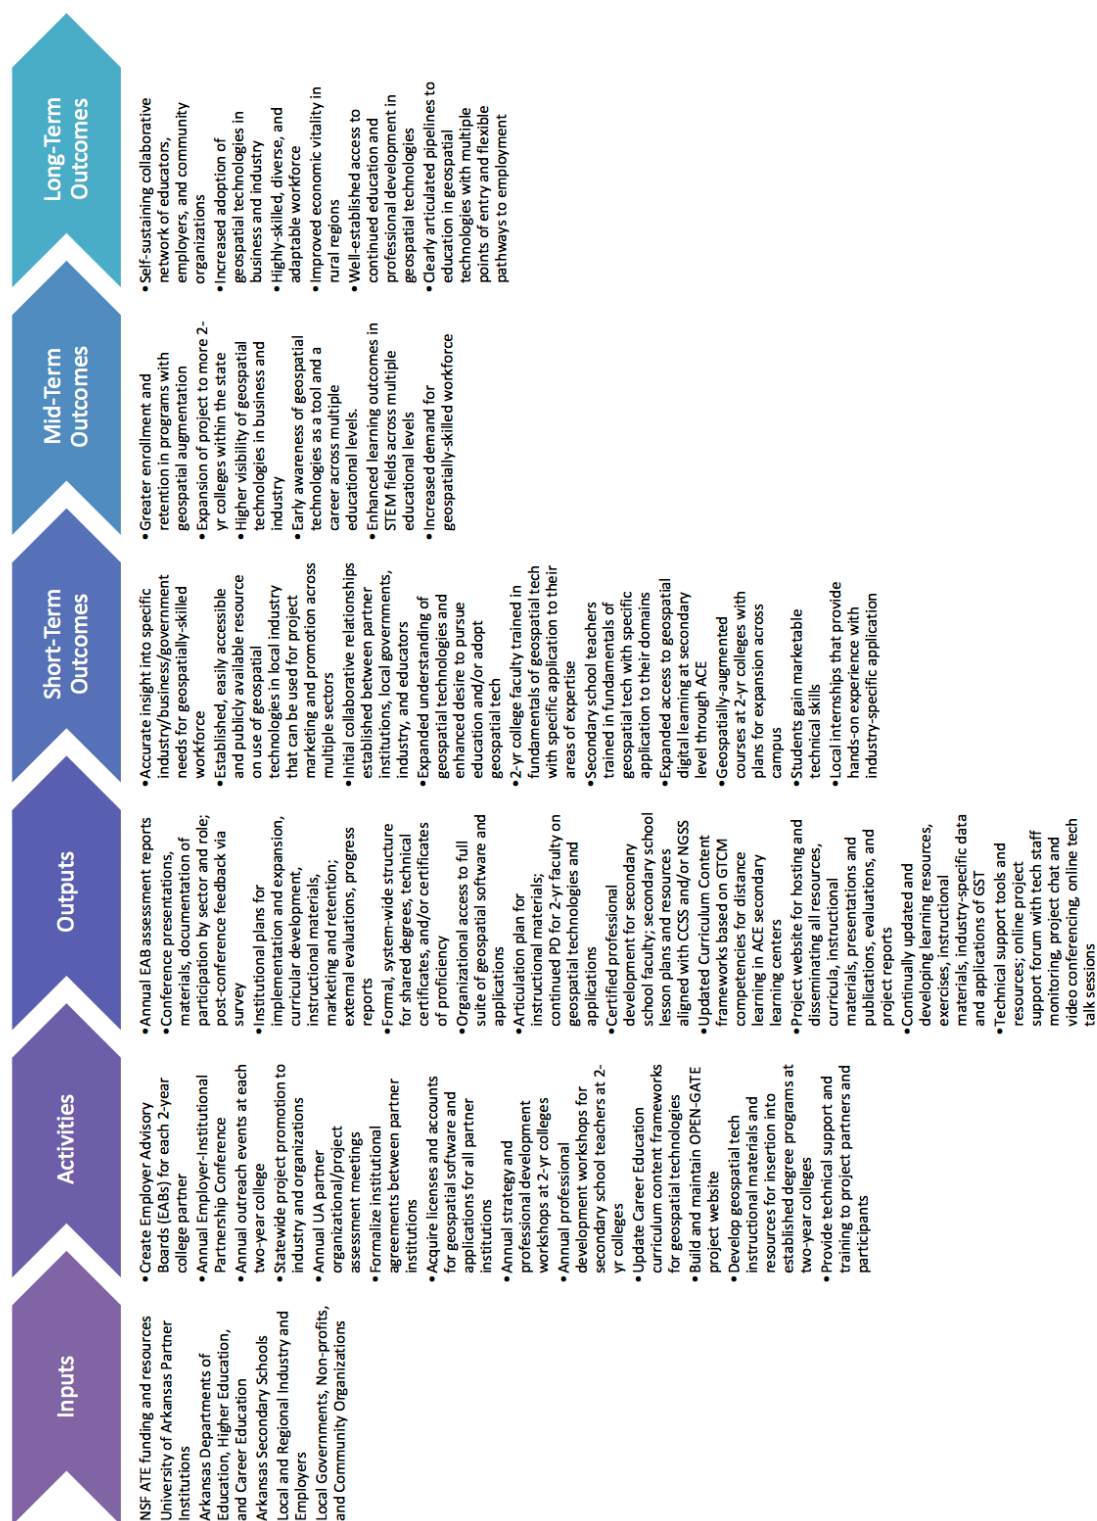 Inputs
NSF ATE funding and resources
University of Arkansas Partner
Institutions
Arkansas Departments of
Education, Higher Education,
and Career Education
Arkansas Secondary Schools
Local and Regional Industry and
Employers
Local Governments, Non-profits,
and Community Organizations
Activities
•Create Employer Advisory
Boards (EABs) for each 2-year
college partner
•Annual Employer-Institutional
Partnership Conference
•Annual outreach events at each
two-year college
•Statewide project promotion to
industry and organizations
•Annual UA partner
organizational/project
assessment meetings
•Formalize institutional
agreements between partner
institutions
•Acquire licenses and accounts
for geospatial software and
applications for all partner
institutions
•Annual strategy and
professional development
workshops at 2-yr colleges
•Annual professional
development workshops for
secondary school teachers at 2-
yr colleges
•Update Career Education
curriculum content frameworks
for geospatial technologies
•Build and maintain OPEN-GATE
project website
•Develop geospatial tech
instructional materials and
resources for insertion into
established degree programs at
two-year colleges
•Provide technical support and
training to project partners and
participants
Outputs
•Annual EAB assessment reports
•Conference presentations,
materials, documentation of
participation by sector and role;
post-conference feedback via
survey
•Institutional plans for
implementation and expansion,
curricular development,
instructional materials,
marketing and retention;
external evaluations, progress
reports
•Formal, system-wide structure
for shared degrees, technical
certificates, and/or certificates
of proficiency
•Organizational access to full
suite of geospatial software and
applications
•Articulation plan for
instructional materials;
continued PD for 2-yr faculty on
geospatial technologies and
applications
•Certified professional
development for secondary
school faculty; secondary school
lesson plans and resources
aligned with CCSS and/or NGSS
•Updated Curriculum Content
frameworks based on GTCM
competencies for distance
learning in ACE secondary
learning centers
•Project website for hosting and
disseminating all resources,
curricula, instructional
materials, presentations and
publications, evaluations, and
project reports
•Continually updated and
developing learning resources,
exercises, instructional
materials, industry-specific data
and applications of GST
•Technical support tools and
resources; online project
support forum with tech staff
monitoring, project chat and
video conferencing, online tech
talk sessions
Short-Term
Outcomes
•Accurate insight into specific
industry/business/government
needs for geospatially-skilled
workforce
•Established, easily accessible
and publicly available resource
on use of geospatial
technologies in local industry
that can be used for project
marketing and promotion across
multiple sectors
•Initial collaborative relationships
established between partner
institutions, local governments,
industry, and educators
•Expanded understanding of
geospatial technologies and
enhanced desire to pursue
education and/or adopt
geospatial tech
•2-yr college faculty trained in
fundamentals of geospatial tech
with specific application to their
areas of expertise
•Secondary school teachers
trained in fundamentals of
geospatial tech with specific
application to their domains
•Expanded access to geospatial
digital learning at secondary
level through ACE
•Geospatially-augmented
courses at 2-yr colleges with
plans for expansion across
campus
•Students gain marketable
technical skills
•Local internships that provide
hands-on experience with
industry-specific application
Mid-Term
Outcomes
•Greater enrollment and
retention in programs with
geospatial augmentation
•Expansion of project to more 2-
yr colleges within the state
•Higher visibility of geospatial
technologies in business and
industry
•Early awareness of geospatial
technologies as a tool and a
career across multiple
educational levels.
•Enhanced learning outcomes in
STEM fields across multiple
educational levels
•Increased demand for
geospatially-skilled workforce
Long-Term
Outcomes
•Self-sustaining collaborative
network of educators,
employers, and community
organizations
•Increased adoption of
geospatial technologies in
business and industry
•Highly-skilled, diverse, and
adaptable workforce
•Improved economic vitality in
rural regions
•Well-established access to
continued education and
professional development in
geospatial technologies
•Clearly articulated pipelines to
education in geospatial
technologies with multiple
points of entry and flexible
pathways to employment